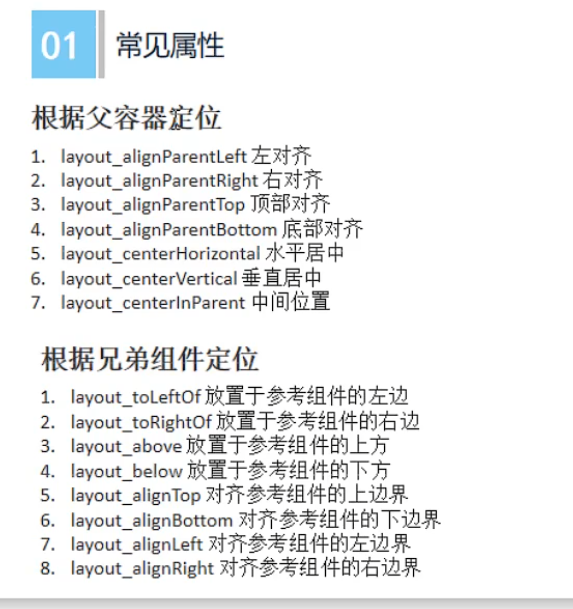 01 常见属性
根据父容器定位
1. layout_alignParentLeft 左对齐
2. layout_alignParentRight 右对齐
3. layout_alignParentTop 顶部对齐
4. layout_alignParentBottom 底部对齐
5. layout_centerHorizontal 水平居中
6. layout_centerVertical 垂直居中
7. layout_centerInParent 中间位置
根据兄弟组件定位
1. layout_toLeftOf 放置于参考组件的左边
2. layout_toRightOf 放置于参考组件的右边
3. layout_above 放置于参考组件的上方
4. layout_below 放置于参考组件的下方
5. layout_alignTop 对齐参考组件的上边界
6. layout_alignBottom 对齐参考组件的下边界
7. layout_alignLeft 对齐参考组件的左边界
8. layout_alignRight 对齐参考组件的右边界